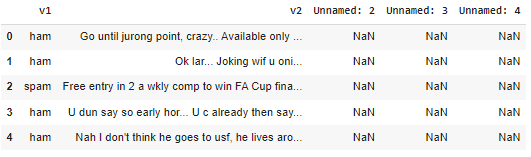 v1 v2 Unnamed: 2 Unnamed: 3 Unnamed: 4
0 ham Go until jurong point, crazy.. Available only ... NaN NaN NaN
1 ham Ok lar... Joking wif u oni... NaN NaN NaN
2 spam Free entry in 2 a wkly comp to win FA Cup fina... NaN NaN NaN
3 ham U dun say so early hor... U c already then say... NaN NaN NaN
4 ham Nah I don't think he goes to usf, he lives aro... NaN NaN NaN